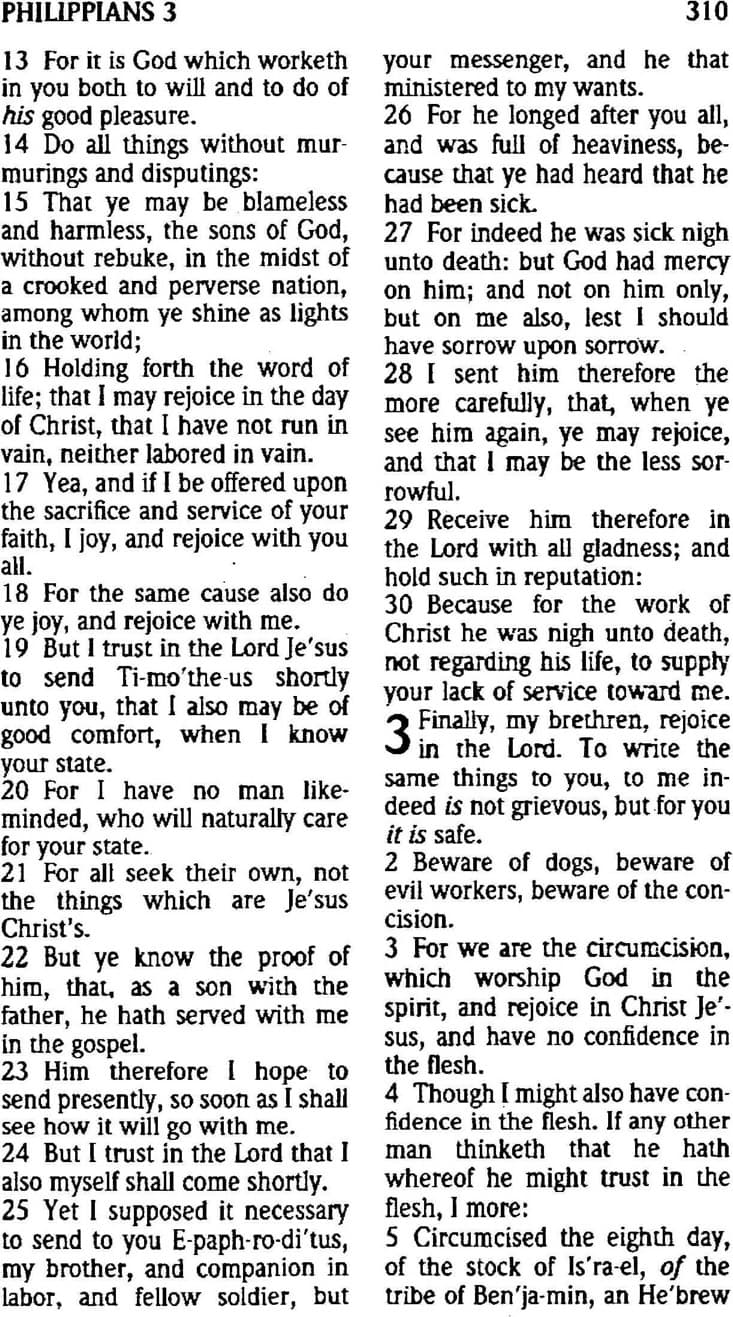 PHILIPPIANS 3
310
13 For it is God which worketh
in you both to will and to do of
his good pleasure.
14 Do all things without mur-
murings and disputings:
15 That ye may be blameless
and harmless, the sons of God,
without rebuke, in the midst of
a crooked and perverse nation,
among whom ye shine as lights
in the world;
16 Holding forth the word of
life; that I may rejoice in the day
of Christ, that I have not run in
vain, neither labored in vain.
17 Yea, and if I be offered upon
the sacrifice and service of your
faith, I joy, and rejoice with you
all.
18 For the same cause also do
ye joy, and rejoice with me.
19 But I trust in the Lord Je'sus
to send Ti-mo'the-us shortly
unto you, that I also may be of
good comfort, when I know
your state.
20 For I have no man like-
minded, who will naturally care
for your state.
21 For all seek their own, not
the things which are Je'sus
Christ's.
22 But ye know the proof of
him, that, as a son with the
father, he hath served with me
in the gospel.
23 Him therefore I hope to
send presently, so soon as I shall
see how it will go with me.
24 But I trust in the Lord that I
also myself shall come shortly.
25 Yet I supposed it necessary
to send to you E-paph-ro-di'tus,
my brother, and companion in
labor, and fellow soldier, but
your messenger, and he that
ministered to my wants.
26 For he longed after you all,
and was full of heaviness, be-
cause that ye had heard that he
had been sick.
27 For indeed he was sick nigh
unto death: but God had mercy
on him; and not on him only,
but on me also, lest I should
have sorrow upon sorrow.
28 I sent him therefore the
more carefully, that, when ye
see him again, ye may rejoice,
and that I may be the less sor-
rowful.
29 Receive him therefore in
the Lord with all gladness; and
hold such in reputation:
30 Because for the work of
Christ he was nigh unto death,
not regarding his life, to supply
your lack of service toward me.
3 Finally, my brethren, rejoice
in the Lord. To write the
same things to you, to me in-
deed is not grievous, but for you
it is safe.
2 Beware of dogs, beware of
evil workers, beware of the con-
cision.
3 For we are the circumcision,
which worship God in the
spirit, and rejoice in Christ Je'-
sus, and have no confidence in
the flesh.
4 Though I might also have con-
fidence in the flesh. If any other
man thinketh that he hath
whereof he might trust in the
flesh, I more:
5 Circumcised the eighth day,
of the stock of Is'ra-el, of the
tribe of Ben'ja-min, an He'brew